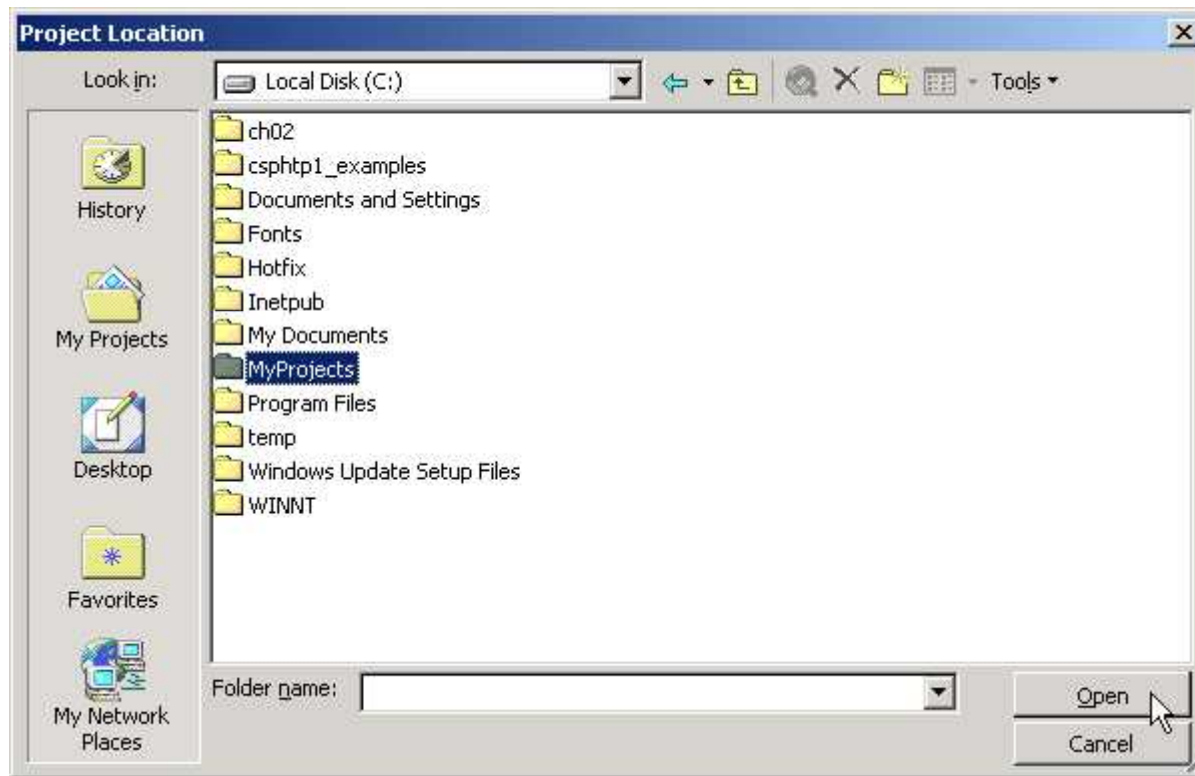 Project Location
Look in:
Local Disk (C:)
Tools
History
My Projects
Desktop
Favorites
My Network
Places
ch02
csphtp1_examples
Documents and Settings
Fonts
Hotfix
Inetpub
My Documents
MyProjects
Program Files
temp
Windows Update Setup Files
WINNT
Folder name:
Open
Cancel